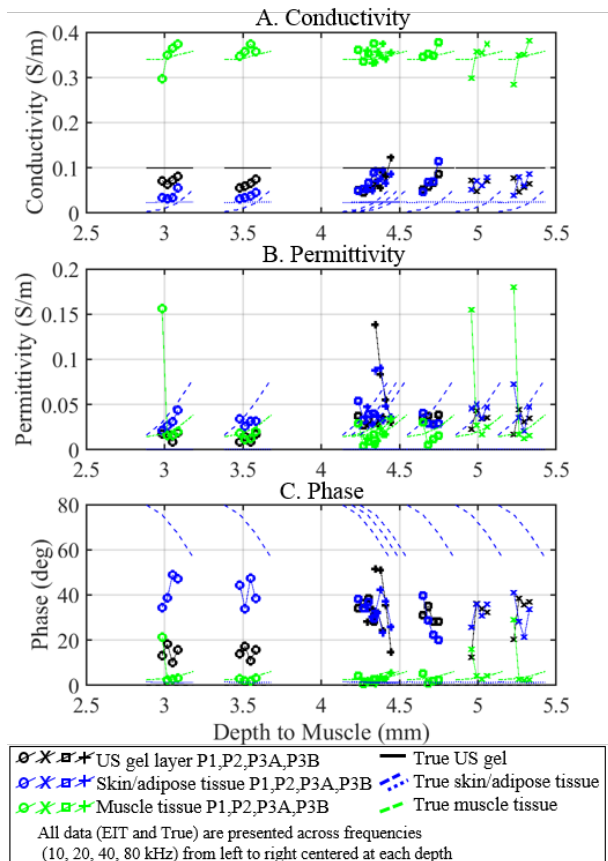 A. Conductivity
Conductivity (S/m)
0.4
0.3
0.2
0.1
0
2.5 3 3.5 4 4.5 5 5.5
B. Permittivity
Permittivity (S/m)
0.2
0.15
0.1
0.05
0
2.5 3 3.5 4 4.5 5 5.5
C. Phase
Phase (deg)
80
60
40
20
0
2.5 3 3.5 4 4.5 5 5.5
Depth to Muscle (mm)
US gel layer P1,P2,P3A,P3B True US gel
Skin/adipose tissue P1,P2,P3A,P3B True skin/adipose tissue
Muscle tissue P1,P2,P3A,P3B True muscle tissue
All data (EIT and True) are presented across frequencies
(10, 20, 40, 80 kHz) from left to right centered at each depth